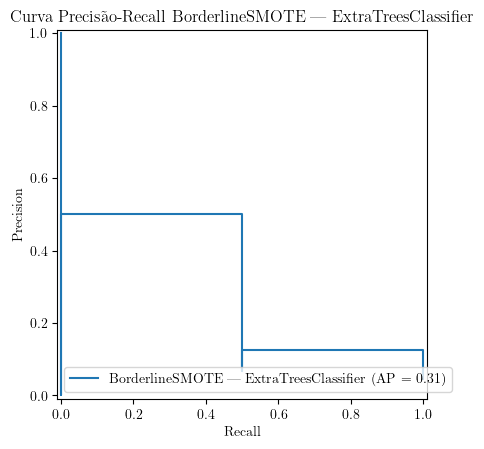 Curva Precisão-Recall BorderlineSMOTE — ExtraTreesClassifier
1.0
0.8
0.6
0.4
0.2
0.0
Precision
BorderlineSMOTE — ExtraTreesClassifier (AP = 0.31)
0.0 0.2 0.4 0.6 0.8 1.0
Recall